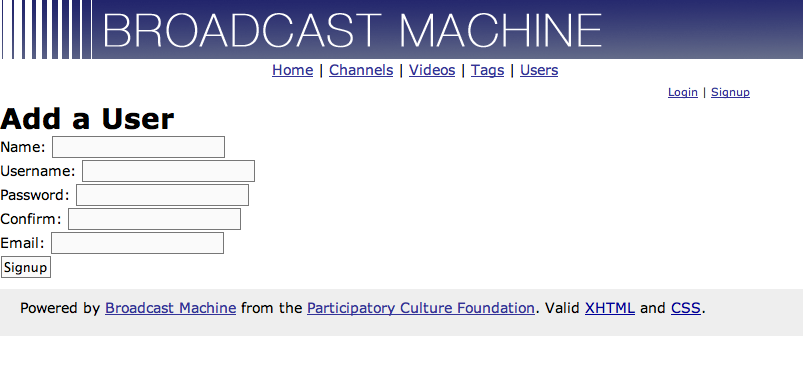 BROADCAST MACHINE
Home | Channels | Videos | Tags | Users
Login | Signup
Add a User
Name:
Username:
Password:
Confirm:
Email:
Signup
Powered by Broadcast Machine from the Participatory Culture Foundation. Valid XHTML and CSS.